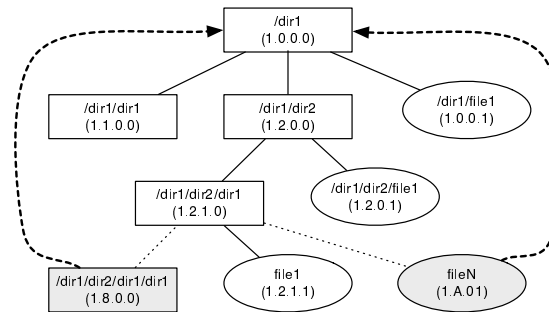 /dir1
(1.0.0.0)
/dir1/dir1
(1.1.0.0)
/dir1/dir2
(1.2.0.0)
/dir1/file1
(1.0.0.1)
/dir1/dir2/dir1
(1.2.1.0)
/dir1/dir2/file1
(1.2.0.1)
/dir1/dir2/dir1/dir1
(1.8.0.0)
file1
(1.2.1.1)
fileN
(1.A.01)